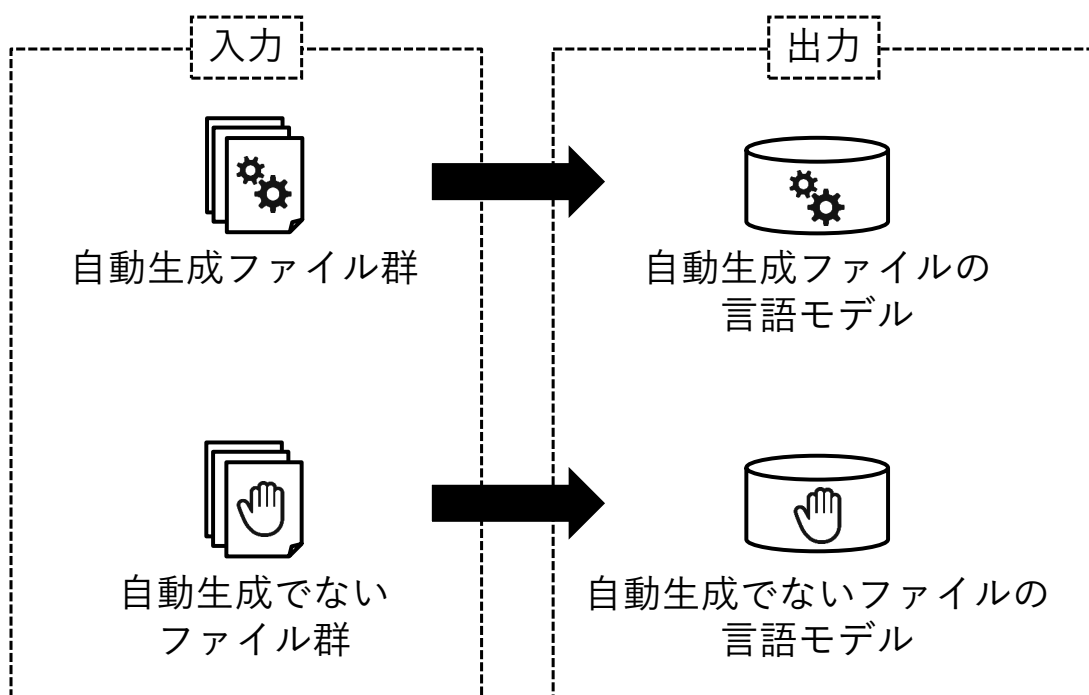 入力
出力
自動生成ファイル群
自動生成ファイルの
言語モデル
自動生成でない
ファイル群
自動生成でないファイルの
言語モデル